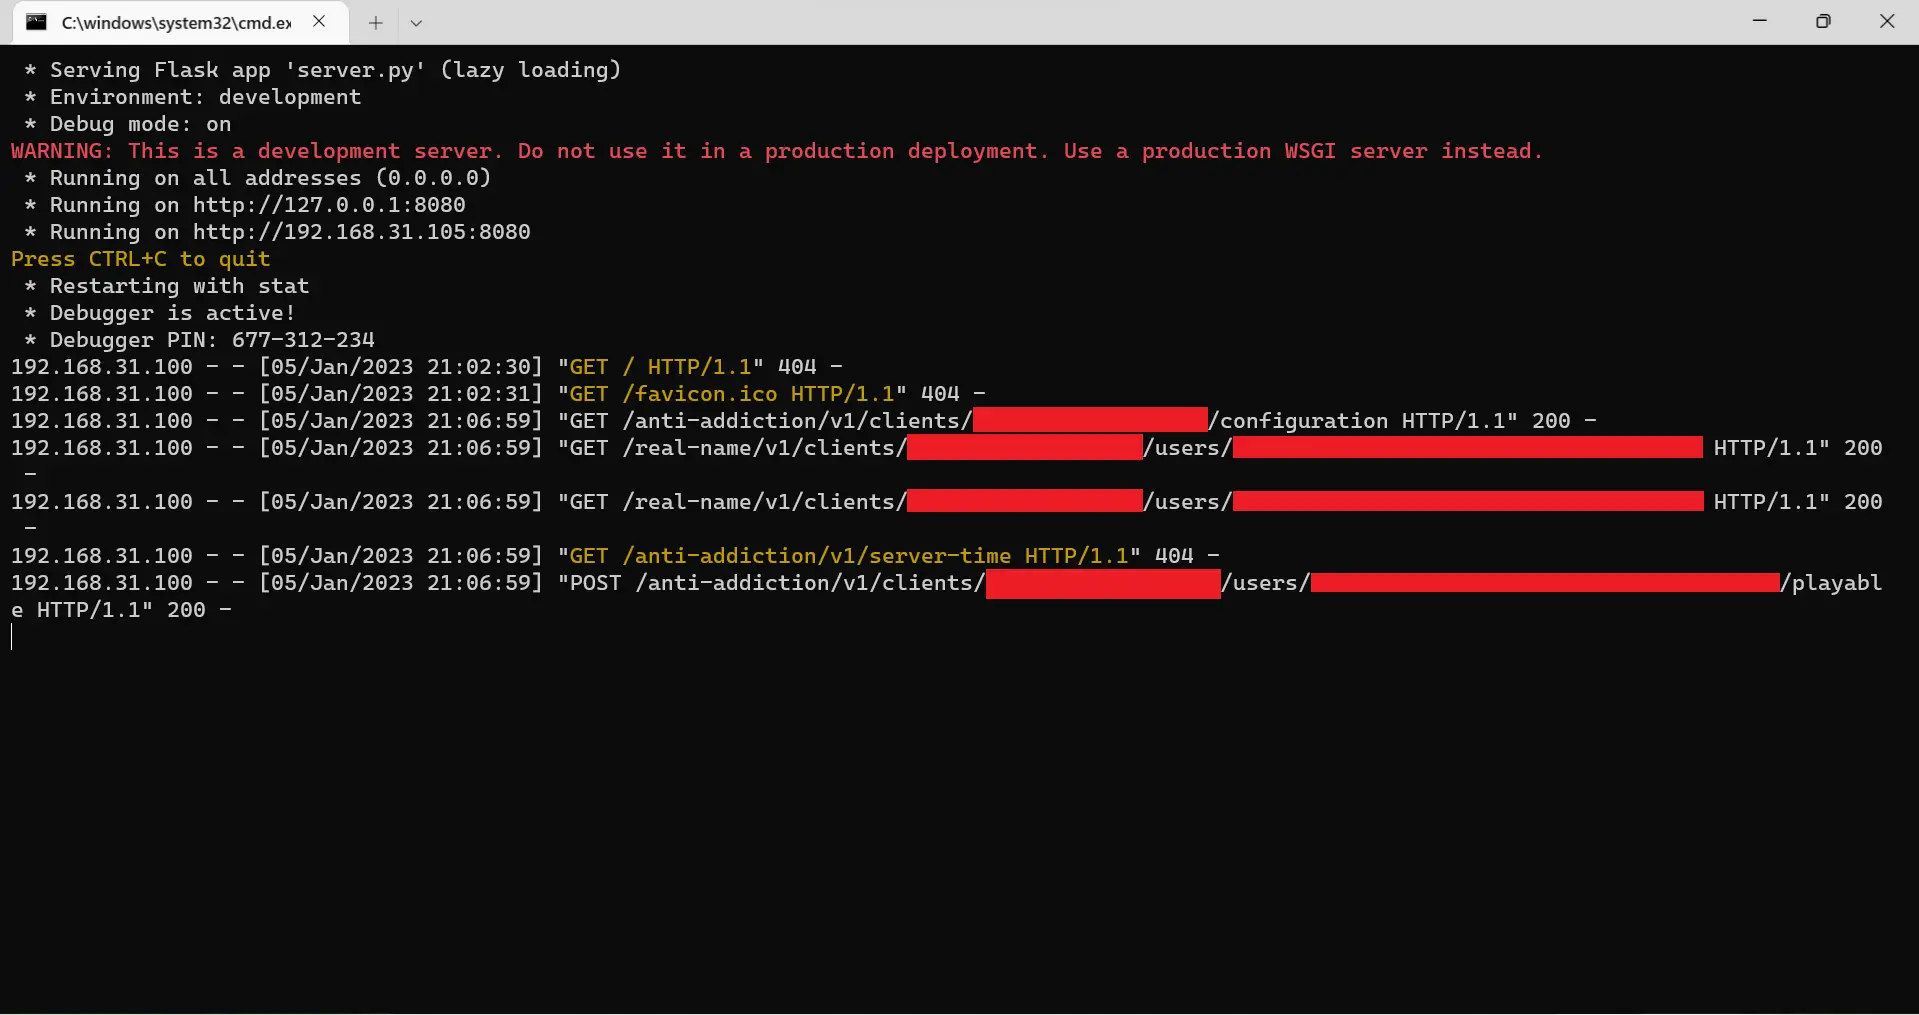 C:\windows\system32\cmd.ex
* Serving Flask app 'server.py' (lazy loading)
* Environment: development
* Debug mode: on
WARNING: This is a development server. Do not use it in a production deployment. Use a production WSGI server instead.
* Running on all addresses (0.0.0.0)
* Running on http://127.0.0.1:8080
* Running on http://192.168.31.105:8080
Press CTRL+C to quit
* Restarting with stat
* Debugger is active!
* Debugger PIN: 677-312-234
192.168.31.100 - - [05/Jan/2023 21:02:30] "GET / HTTP/1.1" 404 -
192.168.31.100 - - [05/Jan/2023 21:02:31] "GET /favicon.ico HTTP/1.1" 404 -
192.168.31.100 - - [05/Jan/2023 21:06:59] "GET /anti-addiction/v1/clients/ /configuration HTTP/1.1" 200 -
192.168.31.100 - - [05/Jan/2023 21:06:59] "GET /real-name/v1/clients/ /users/ HTTP/1.1" 200
-
192.168.31.100 - - [05/Jan/2023 21:06:59] "GET /real-name/v1/clients/ /users/ HTTP/1.1" 200
-
192.168.31.100 - - [05/Jan/2023 21:06:59] "GET /anti-addiction/v1/server-time HTTP/1.1" 404 -
192.168.31.100 - - [05/Jan/2023 21:06:59] "POST /anti-addiction/v1/clients/ /users/ /playabl
e HTTP/1.1" 200 -